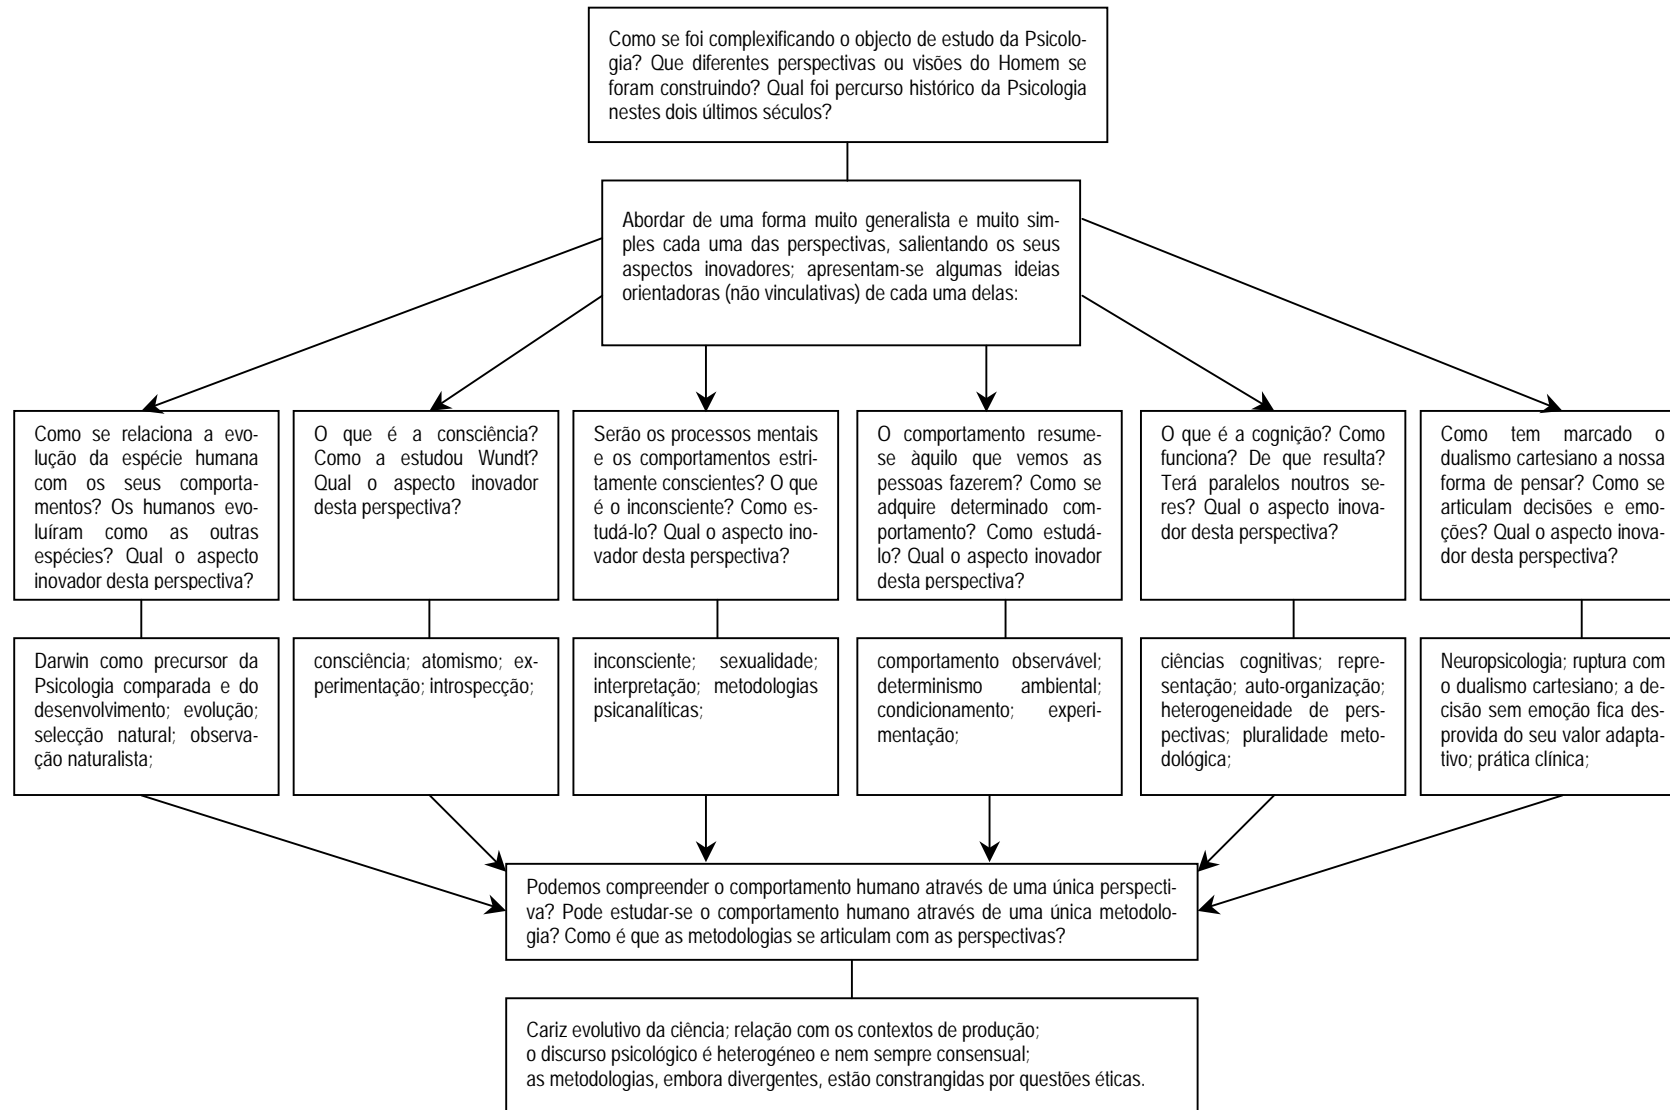 Como se foi complexificando o objecto de estudo da Psicolo-
gia? Que diferentes perspectivas ou visões do Homem se
foram construindo? Qual foi percurso histórico da Psicologia
nestes dois últimos séculos?
Abordar de uma forma muito generalista e muito sim-
ples cada uma das perspectivas, salientando os seus
aspectos inovadores; apresentam-se algumas ideias
orientadoras (não vinculativas) de cada uma delas:
Como se relaciona a evo-
lução da espécie humana
com os seus comporta-
mentos? Os humanos evo-
luíram como as outras
espécies? Qual o aspecto
inovador desta perspectiva?
O que é a consciência?
Como a estudou Wundt?
Qual o aspecto inovador
desta perspectiva?
Serão os processos mentais
e os comportamentos estri-
tamente conscientes? O que
é o inconsciente? Como es-
tudá-lo? Qual o aspecto ino-
vador desta perspectiva?
O comportamento resume-
se àquilo que vemos as
pessoas fazerem? Como se
adquire determinado com-
portamento? Como estudá-
lo? Qual o aspecto inovador
desta perspectiva?
O que é a cognição? Como
funciona? De que resulta?
Terá paralelos noutros se-
res? Qual o aspecto inova-
dor desta perspectiva?
Como tem marcado o
dualismo cartesiano a nossa
forma de pensar? Como se
articulam decisões e emo-
ções? Qual o aspecto inova-
dor desta perspectiva?
Darwin como precursor da
Psicologia comparada e do
desenvolvimento; evolução;
selecção natural; observa-
ção naturalista;
consciência; atomismo; ex-
perimentação; introspecção;
inconsciente; sexualidade;
interpretação; metodologias
psicanalíticas;
comportamento observável;
determinismo ambiental;
condicionamento; experi-
mentação;
ciências cognitivas; repre-
sentação; auto-organização;
heterogeneidade de pers-
pectivas; pluralidade meto-
dológica;
Neuropsicologia; ruptura com
o dualismo cartesiano; a de-
cisão sem emoção fica des-
provida do seu valor adapta-
tivo; prática clínica;
Podemos compreender o comportamento humano através de uma única perspecti-
va? Pode estudar-se o comportamento humano através de uma única metodolo-
gia? Como é que as metodologias se articulam com as perspectivas?
Cariz evolutivo da ciência; relação com os contextos de produção;
o discurso psicológico é heterogéneo e nem sempre consensual;
as metodologias, embora divergentes, estão constrangidas por questões éticas.